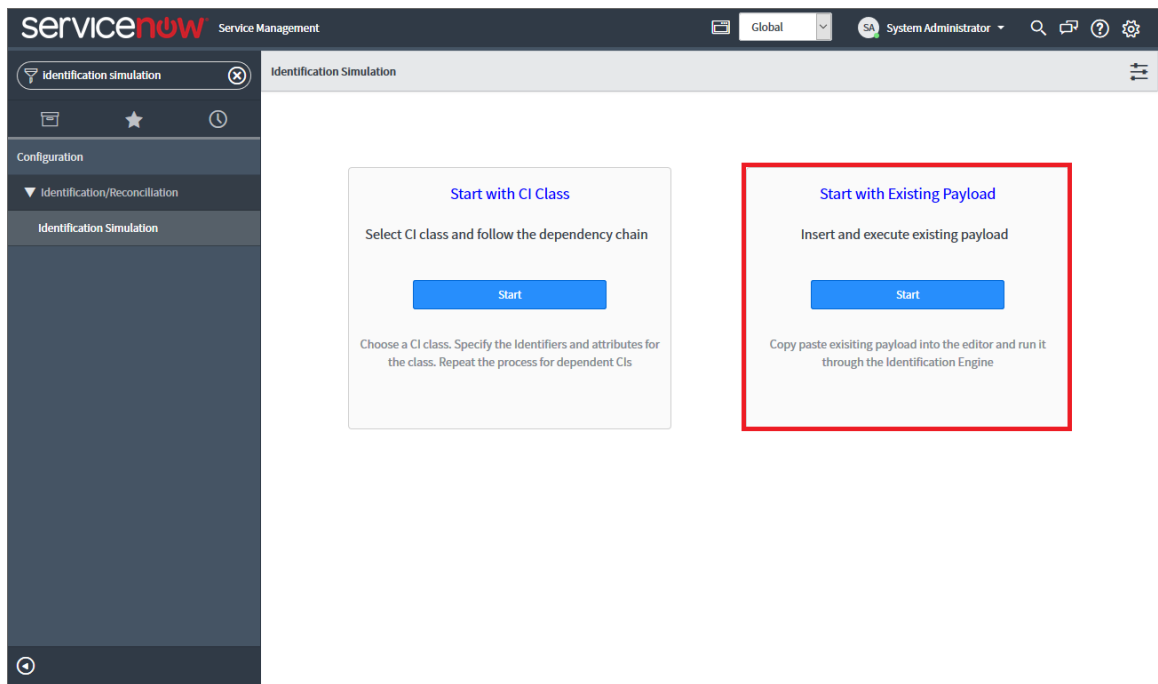 servicenow Service Management
Global
SA System Administrator
identification simulation
Identification Simulation
Configuration
Identification/Reconciliation
Identification Simulation
Start with CI Class
Select CI class and follow the dependency chain
Start
Choose a CI class. Specify the Identifiers and attributes for
the class. Repeat the process for dependent CIs
Start with Existing Payload
Insert and execute existing payload
Start
Copy paste exisiting payload into the editor and run it
through the Identification Engine